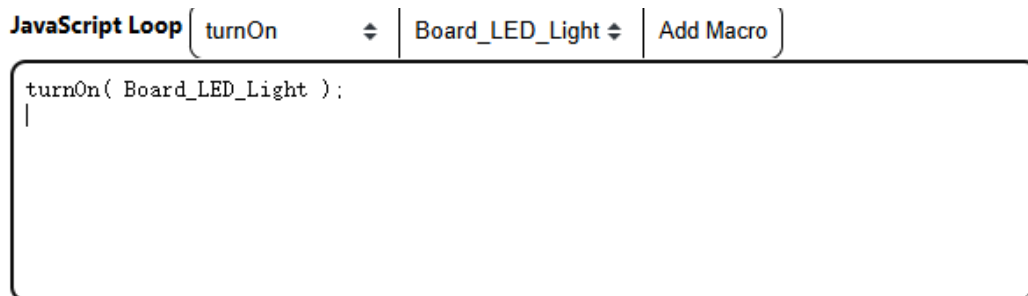 JavaScript Loop turnOn Board_LED_Light Add Macro
turnOn( Board_LED_Light );